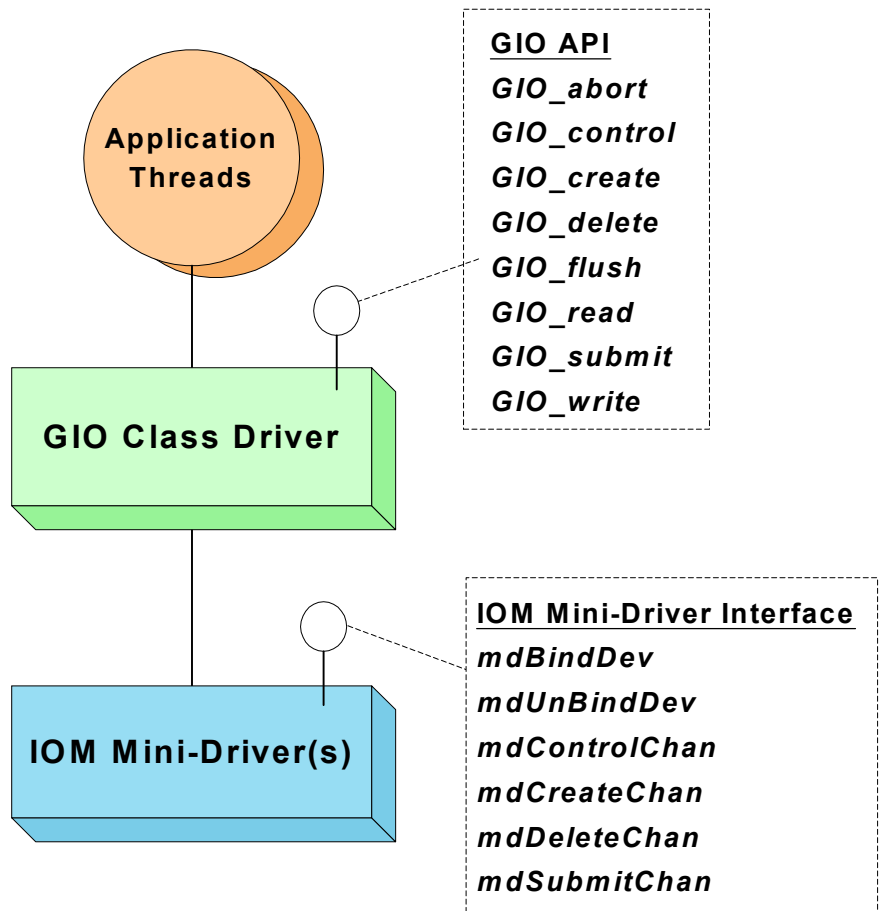 Application
Threads
GIO API
GIO_abort
GIO_control
GIO_create
GIO_delete
GIO_flush
GIO_read
GIO_submit
GIO_write
GIO Class Driver
IOM Mini-Driver(s)
IOM Mini-Driver Interface
mdBindDev
mdUnBindDev
mdControlChan
mdCreateChan
mdDeleteChan
mdSubmitChan